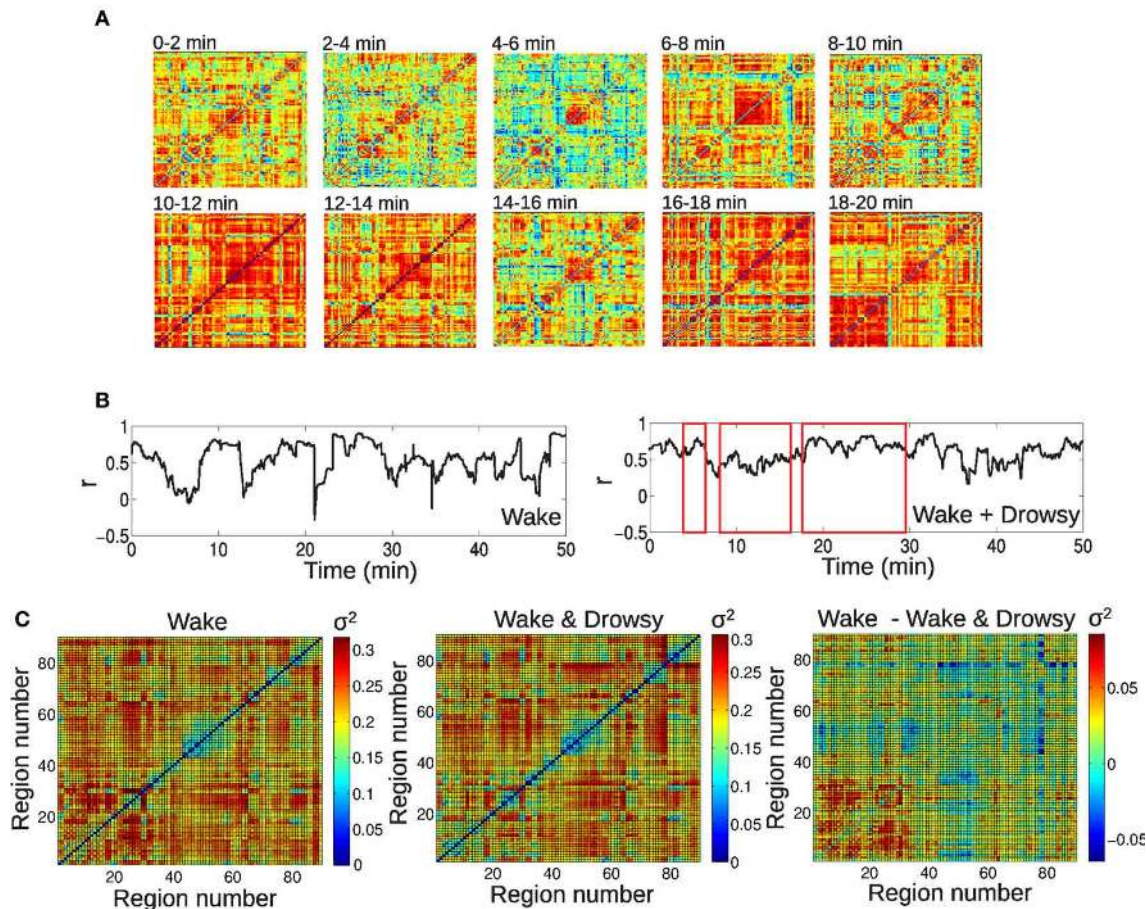 A
0-2 min 2-4 min 4-6 min 6-8 min 8-10 min
10-12 min 12-14 min 14-16 min 16-18 min 18-20 min
B
1
0.5
0
−0.5
r
Wake
0 10 20 30 40 50
Time (min)
1
0.5
0
−0.5
r
Wake + Drowsy
0 10 20 30 40 50
Time (min)
C
Wake σ²
Region number
80
60
40
20
20 40 60 80
Region number
0.3
0.25
0.2
0.15
0.1
0.05
0
Wake & Drowsy σ²
Region number
80
60
40
20
20 40 60 80
Region number
0.3
0.25
0.2
0.15
0.1
0.05
0
Wake - Wake & Drowsy σ²
Region number
80
60
40
20
20 40 60 80
Region number
0.05
0
−0.05